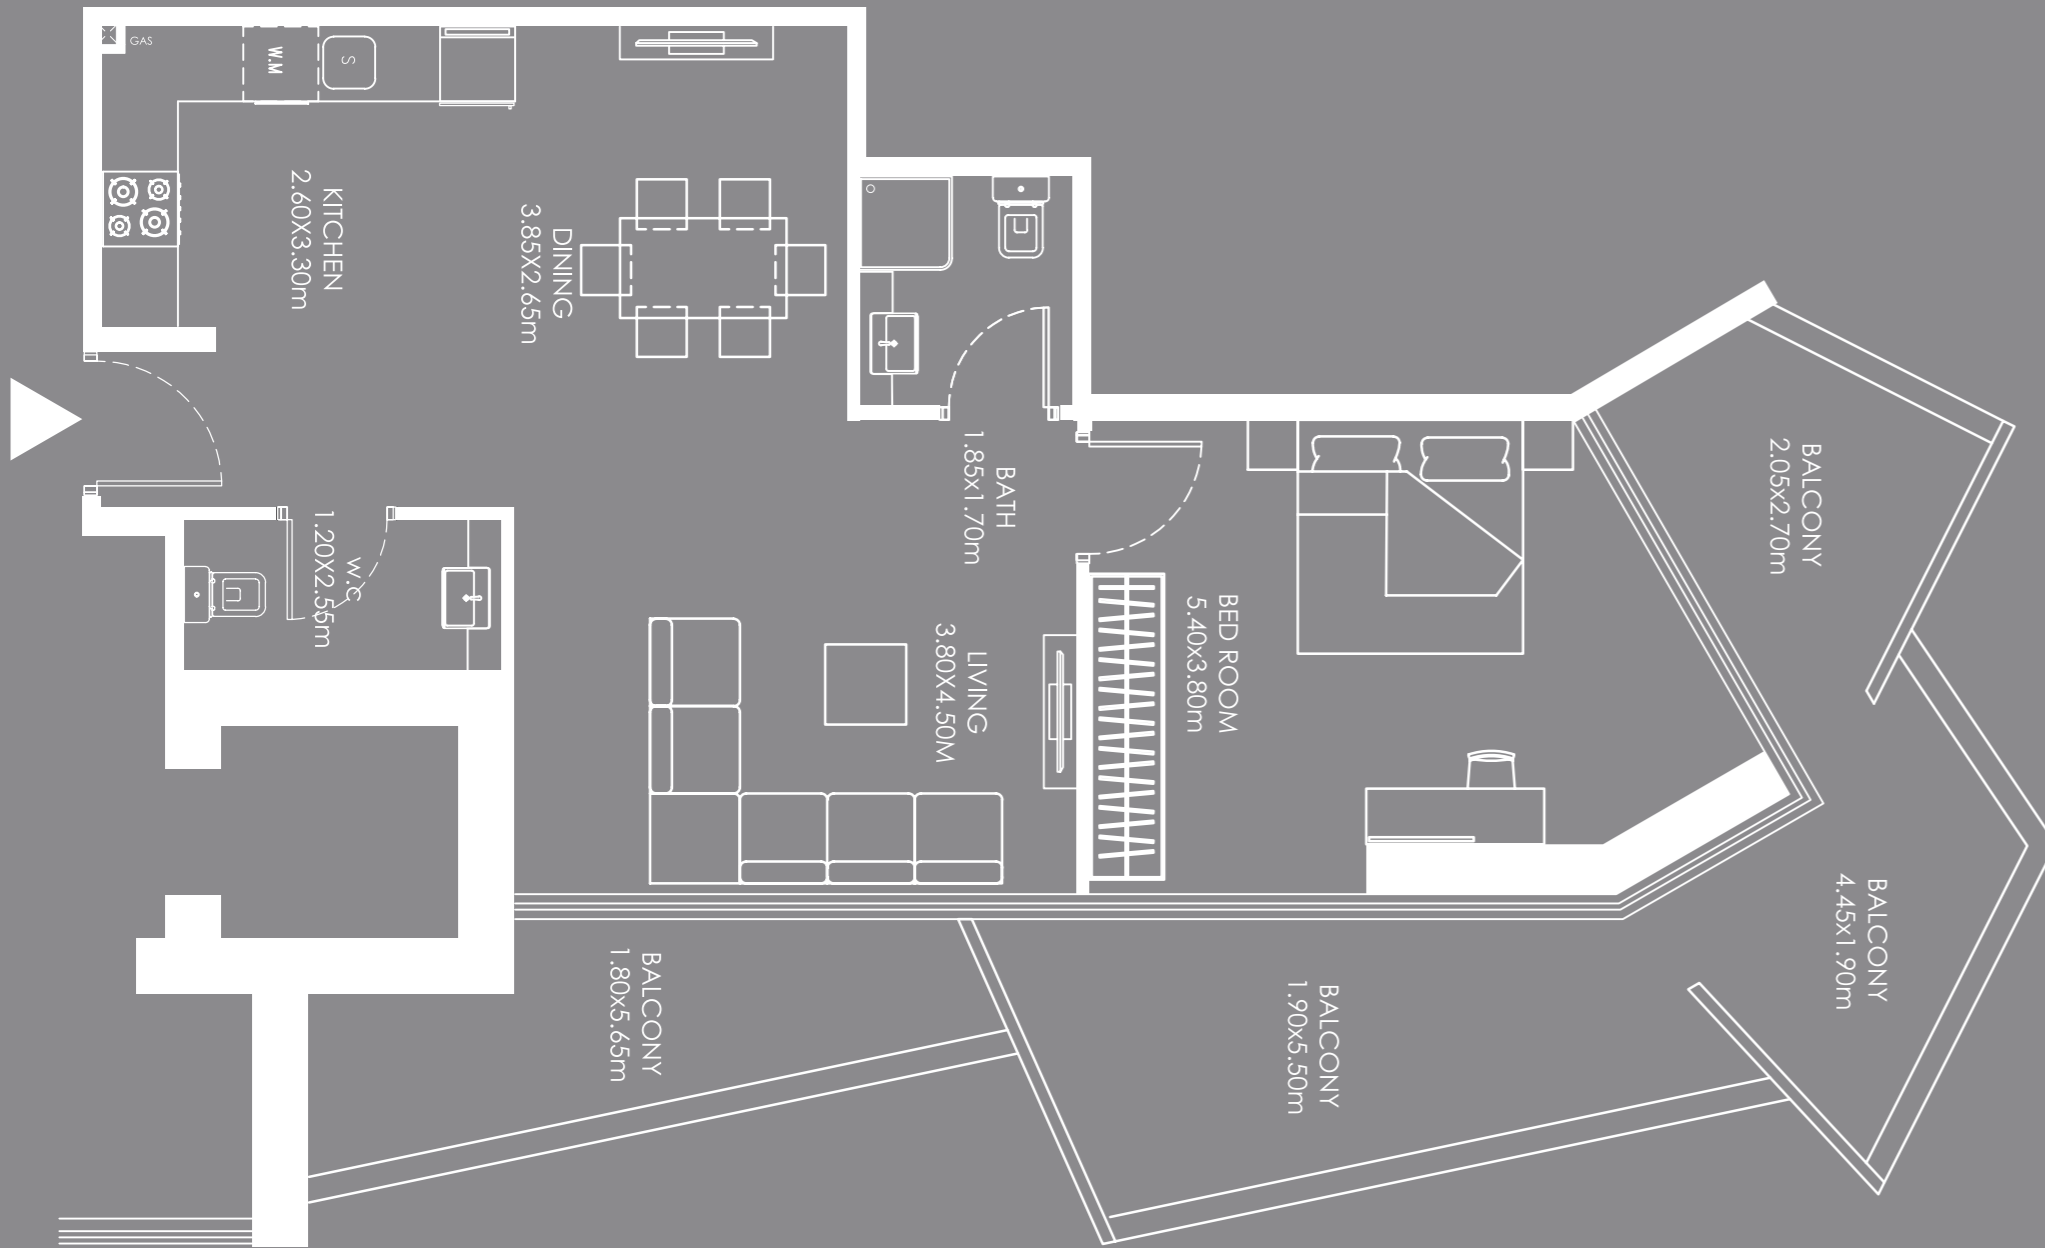 GAS
W.M
S
KITCHEN
2.60X3.30m
DINING
3.85X2.65m
BATH
1.85x1.70m
W.C
1.20X2.55m
LIVING
3.80X4.50M
BED ROOM
5.40x3.80m
BALCONY
2.05x2.70m
BALCONY
4.45x1.90m
BALCONY
1.90x5.50m
BALCONY
1.80x5.65m